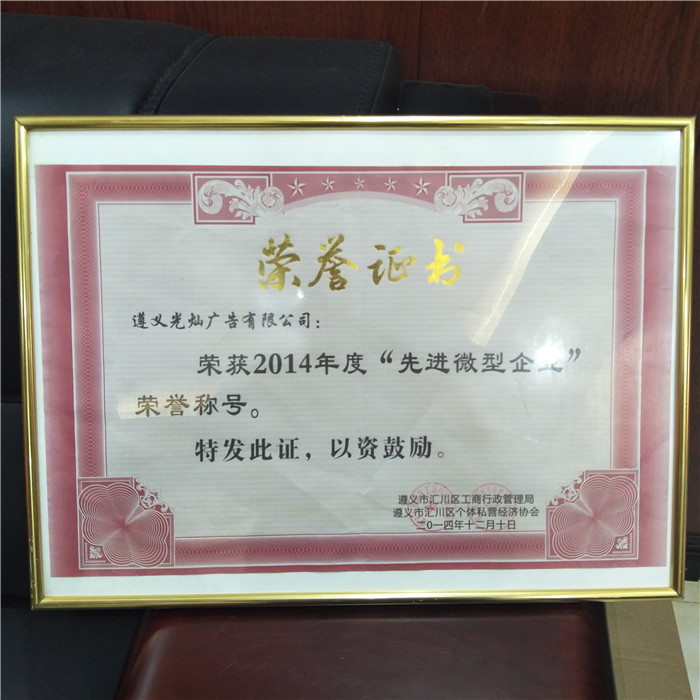 荣誉证书
遵义光灿广告有限公司：
荣获2014年度“先进微型企业”
荣誉称号。
特发此证，以资鼓励。
遵义市汇川区工商行政管理局
遵义市汇川区个体私营经济协会
二〇一四年十二月十日